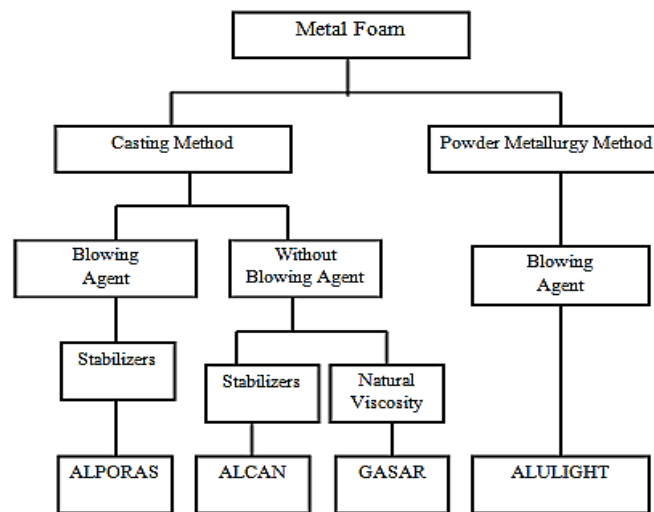 Metal Foam
Casting Method
Powder Metallurgy Method
Blowing
Agent
Without
Blowing Agent
Blowing
Agent
Stabilizers
Stabilizers
Natural
Viscosity
ALPORAS
ALCAN
GASAR
ALULIGHT